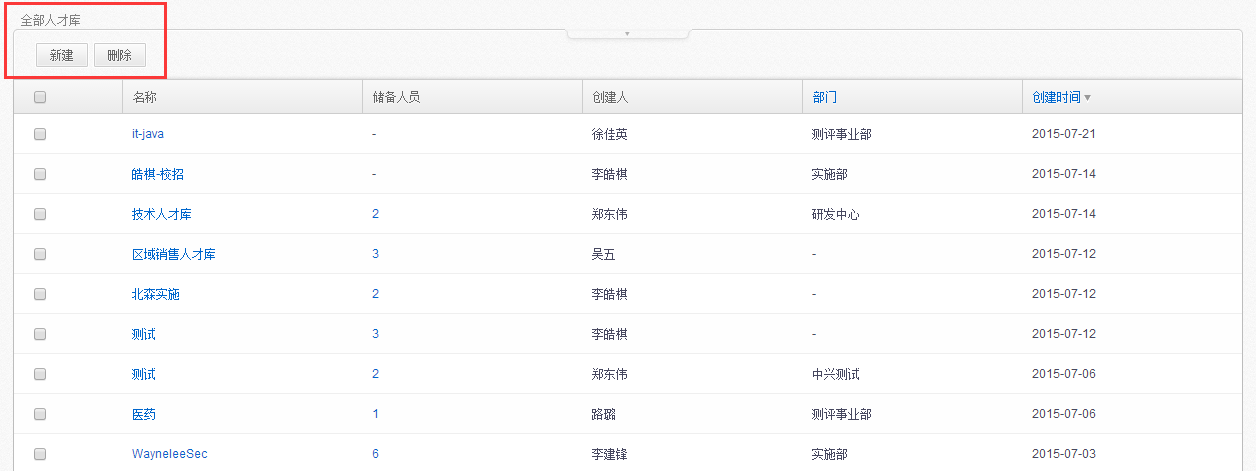 全部人才库
新建 删除
名称 储备人员 创建人 部门 创建时间
it-java - 徐佳英 测评事业部 2015-07-21
皓棋-校招 - 李皓棋 实施部 2015-07-14
技术人才库 2 郑东伟 研发中心 2015-07-14
区域销售人才库 3 吴五 - 2015-07-12
北森实施 2 李皓棋 - 2015-07-12
测试 3 李皓棋 - 2015-07-12
测试 2 郑东伟 中兴测试 2015-07-06
医药 1 路璐 测评事业部 2015-07-06
WayneleeSec 6 李建锋 实施部 2015-07-03